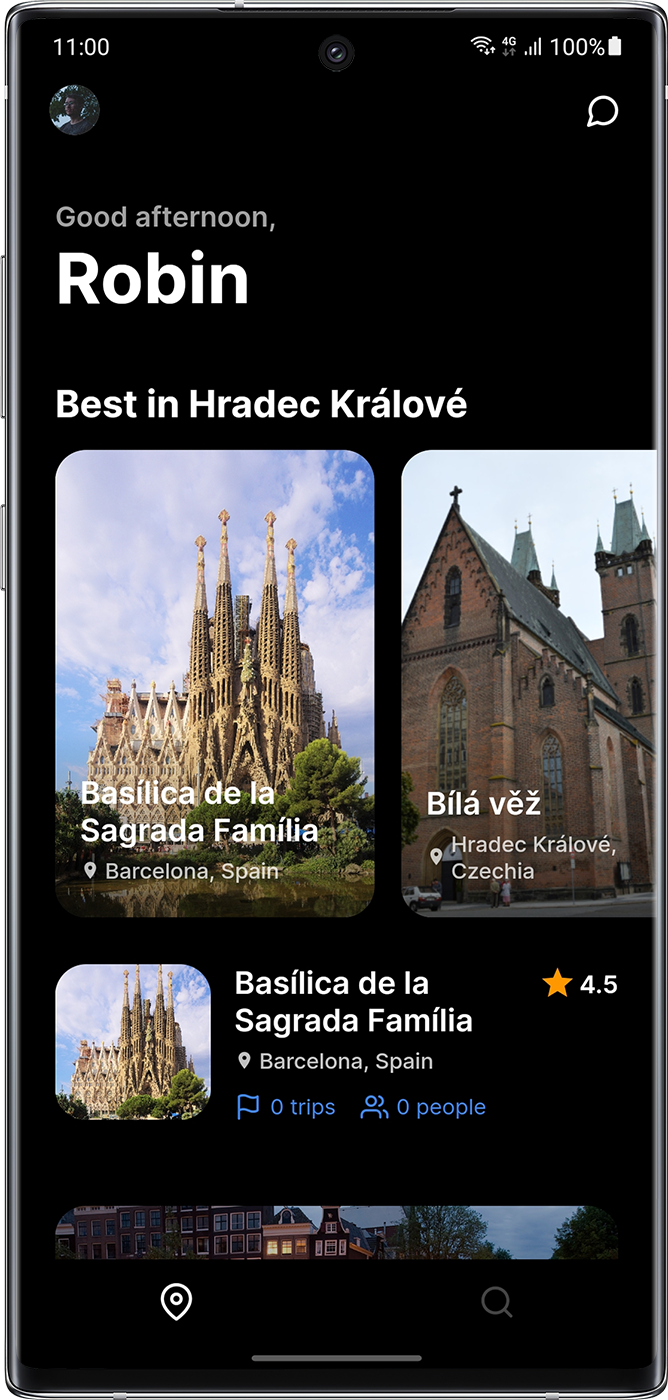 11:00
4G
100%
Good afternoon,
Robin
Best in Hradec Králové
Basílica de la
Sagrada Família
Barcelona, Spain
Bílá věž
Hradec Králové,
Czechia
Basílica de la
Sagrada Família
4.5
Barcelona, Spain
0 trips
0 people